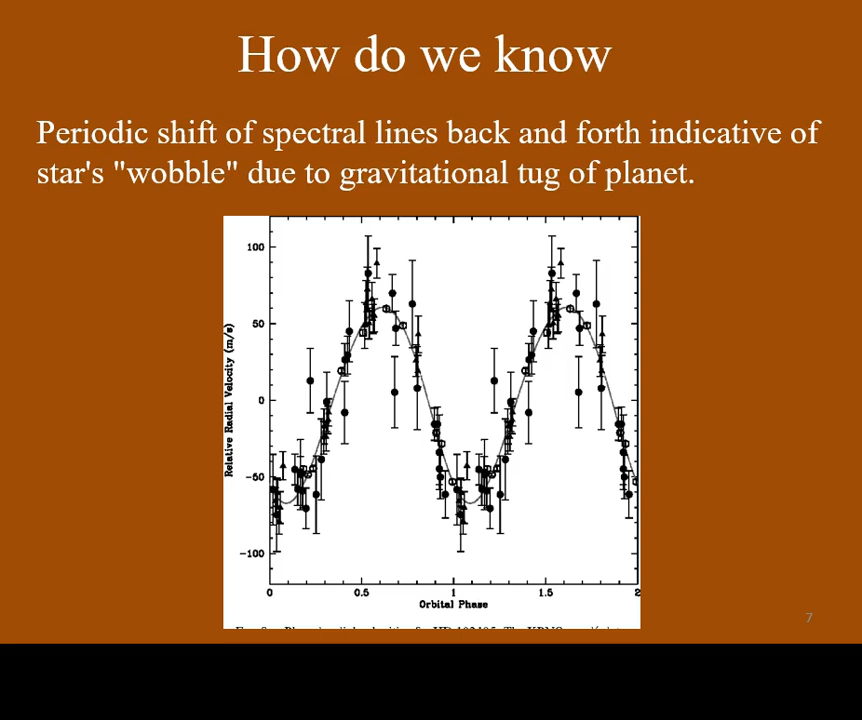 How do we know
Periodic shift of spectral lines back and forth indicative of
star's "wobble" due to gravitational tug of planet.
100
50
0
−50
−100
Relative Radial Velocity (m/s)
0 0.5 1 1.5 2
Orbital Phase
7